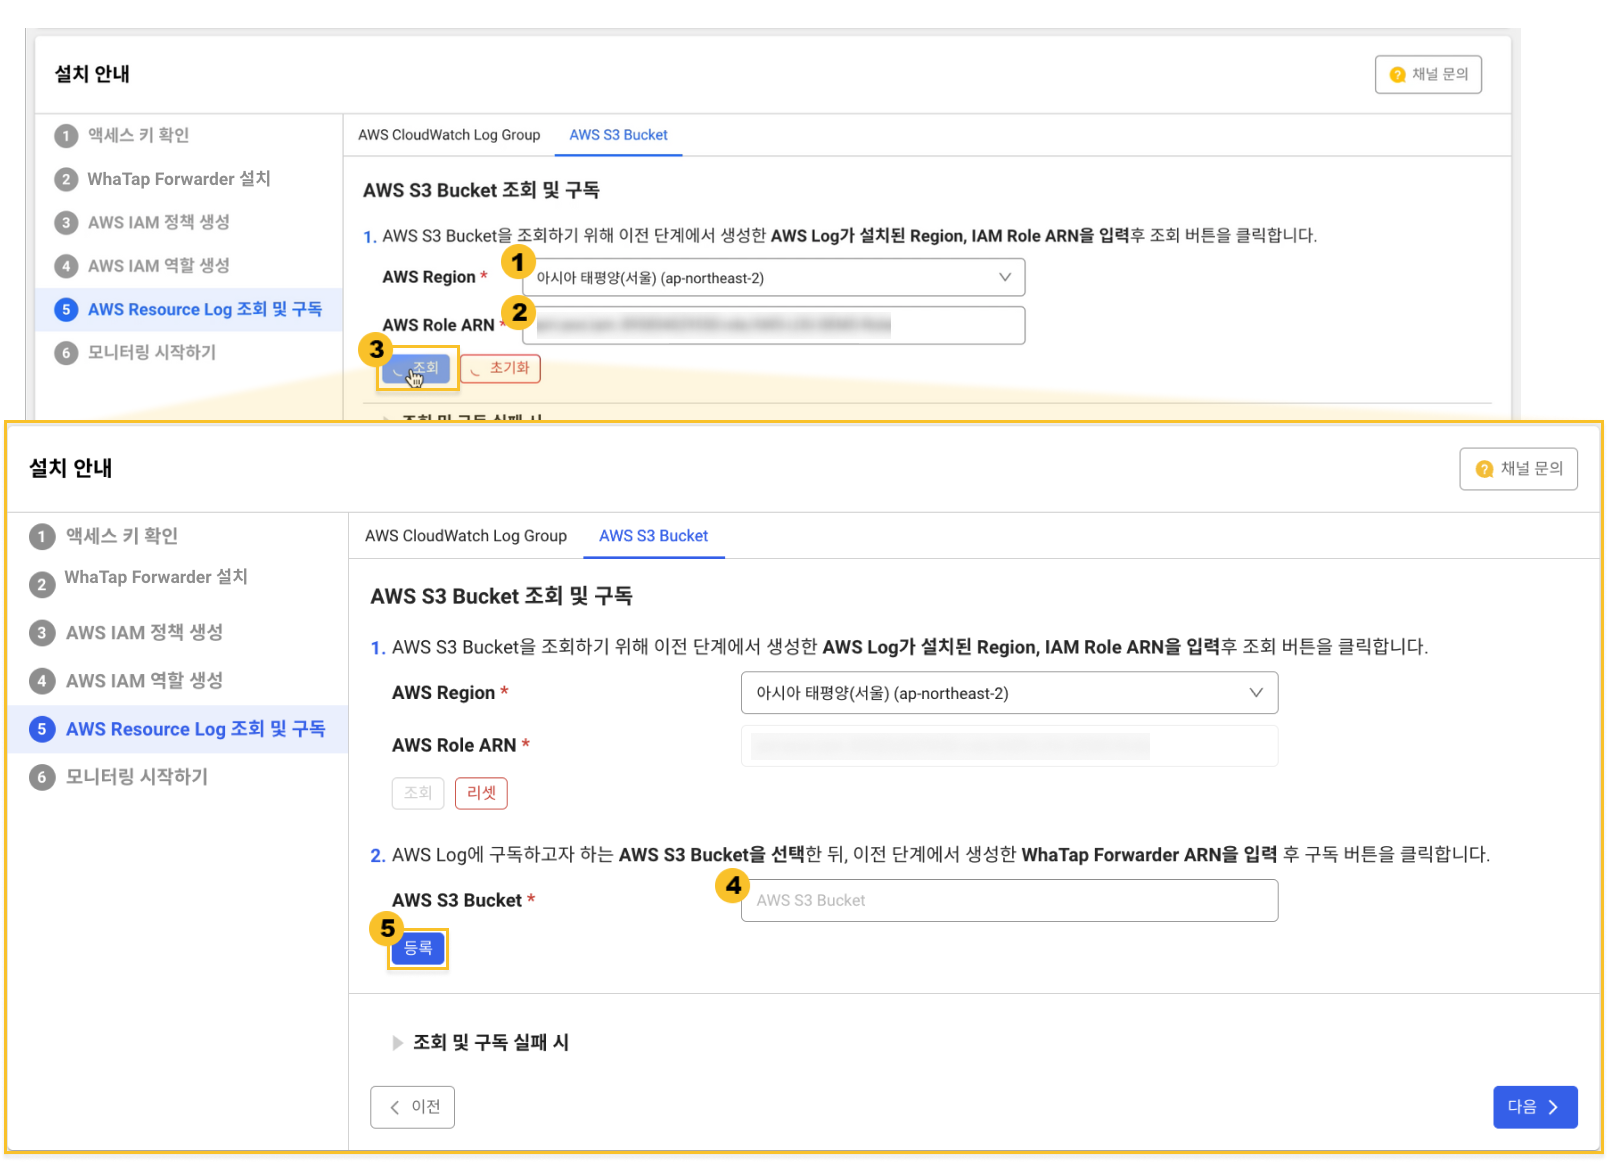 설치 안내
채널 문의
1 액세스 키 확인
2 WhaTap Forwarder 설치
3 AWS IAM 정책 생성
4 AWS IAM 역할 생성
5 AWS Resource Log 조회 및 구독
6 모니터링 시작하기
AWS CloudWatch Log Group AWS S3 Bucket
AWS S3 Bucket 조회 및 구독
1. AWS S3 Bucket을 조회하기 위해 이전 단계에서 생성한 AWS Log가 설치된 Region, IAM Role ARN을 입력후 조회 버튼을 클릭합니다.
AWS Region * 1 아시아 태평양(서울) (ap-northeast-2)
AWS Role ARN * 2
3 조회 초기화
조회 및 구독 실패 시
설치 안내
채널 문의
1 액세스 키 확인
2 WhaTap Forwarder 설치
3 AWS IAM 정책 생성
4 AWS IAM 역할 생성
5 AWS Resource Log 조회 및 구독
6 모니터링 시작하기
AWS CloudWatch Log Group AWS S3 Bucket
AWS S3 Bucket 조회 및 구독
1. AWS S3 Bucket을 조회하기 위해 이전 단계에서 생성한 AWS Log가 설치된 Region, IAM Role ARN을 입력후 조회 버튼을 클릭합니다.
AWS Region * 아시아 태평양(서울) (ap-northeast-2)
AWS Role ARN *
조회 리셋
2. AWS Log에 구독하고자 하는 AWS S3 Bucket을 선택한 뒤, 이전 단계에서 생성한 WhaTap Forwarder ARN을 입력 후 구독 버튼을 클릭합니다.
AWS S3 Bucket * 4 AWS S3 Bucket
5 등록
조회 및 구독 실패 시
이전
다음